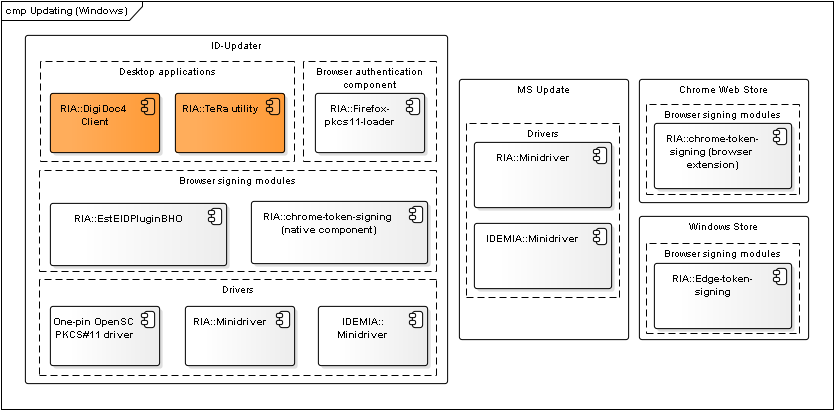 cmp Updating (Windows)
ID-Updater
Desktop applications
RIA::DigiDoc4
Client
RIA::TeRa utility
Browser authentication
component
RIA::Firefox-
pkcs11-loader
Browser signing modules
RIA::EstEIDPluginBHO
RIA::chrome-token-signing
(native component)
Drivers
One-pin OpenSC
PKCS#11 driver
RIA::Minidriver
IDEMIA::
Minidriver
MS Update
Drivers
RIA::Minidriver
IDEMIA::Minidriver
Chrome Web Store
Browser signing modules
RIA::chrome-token-
signing (browser
extension)
Windows Store
Browser signing modules
RIA::Edge-token-
signing